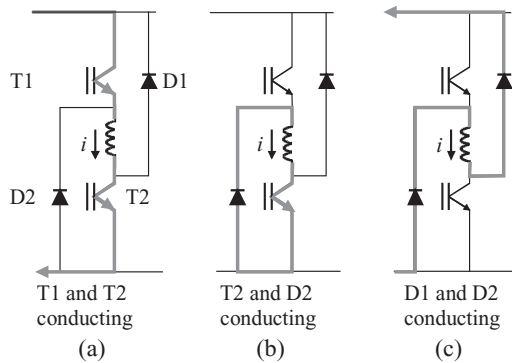 T1
D1
i
D2
T2
i
i
T1 and T2
conducting
(a)
T2 and D2
conducting
(b)
D1 and D2
conducting
(c)